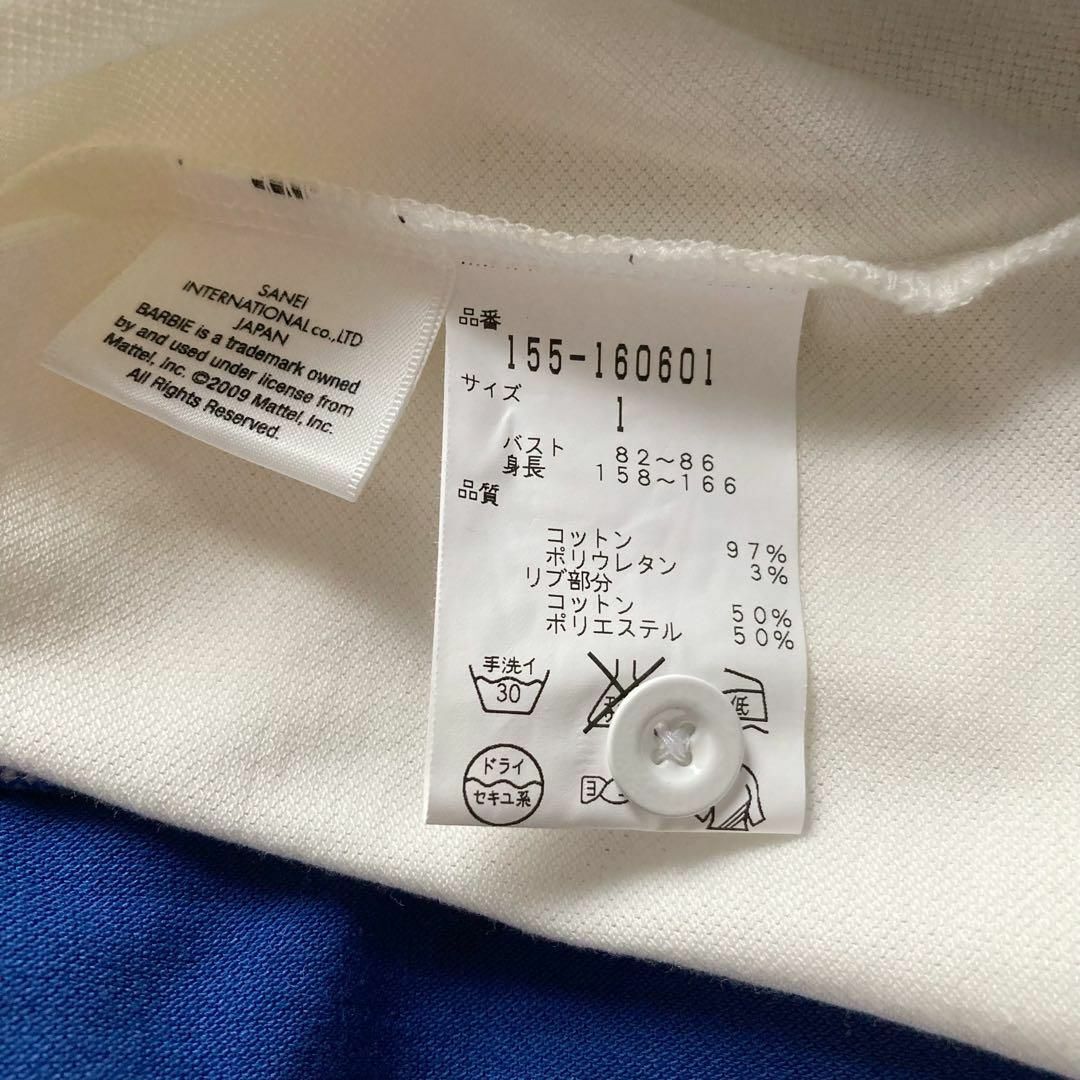 SANEI
INTERNATIONAL CO.,LTD
JAPAN
BARBIE is a trademark owned
by and used under license from
Mattel, Inc. ©2009 Mattel, Inc.
All Rights Reserved.
品番
155-160601
サイズ
1
バスト 82～86
身長 158～166
品質
コットン 97%
ポリウレタン 3%
リブ部分
コットン 50%
ポリエステル 50%
手洗イ
30
低
ドライ
セキユ系
ヨ